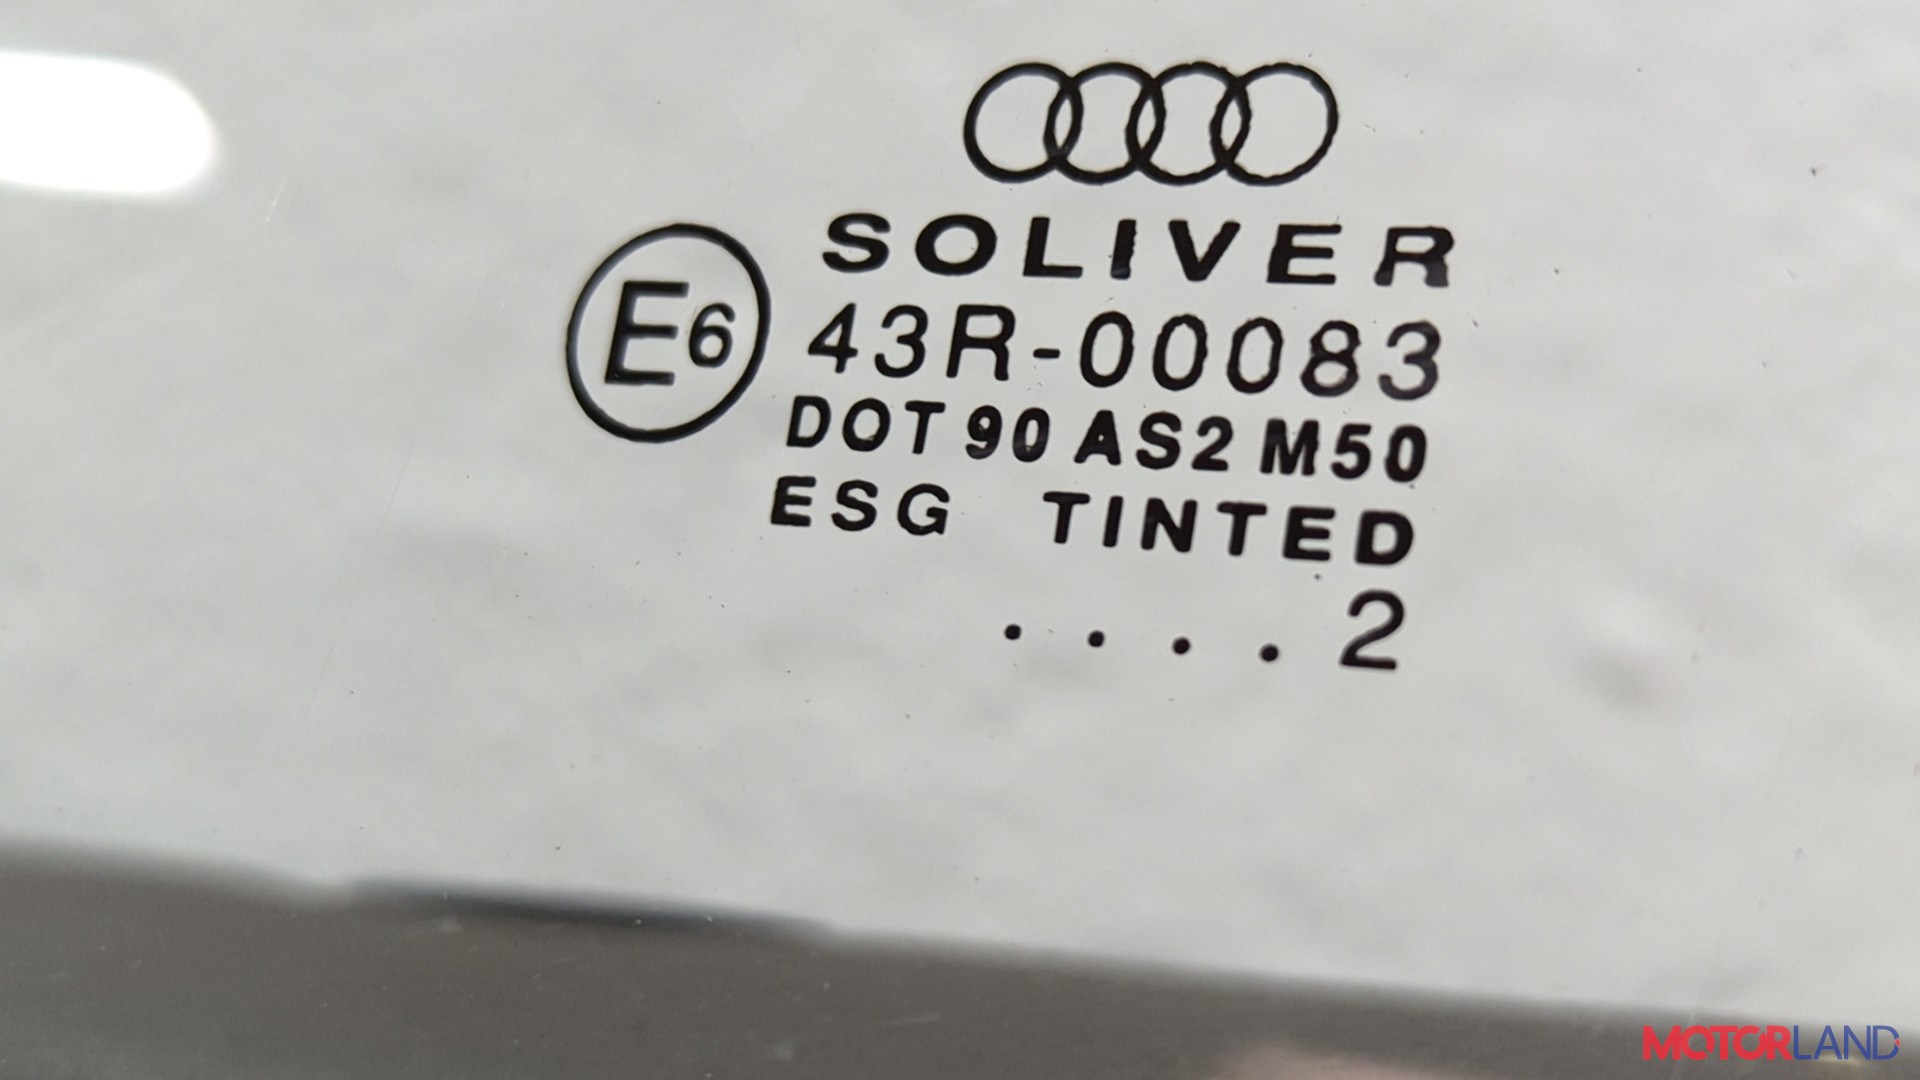 SOLIVER
E6
43R-00083
DOT 90 AS2 M50
ESG TINTED
....2
MOTORLAND